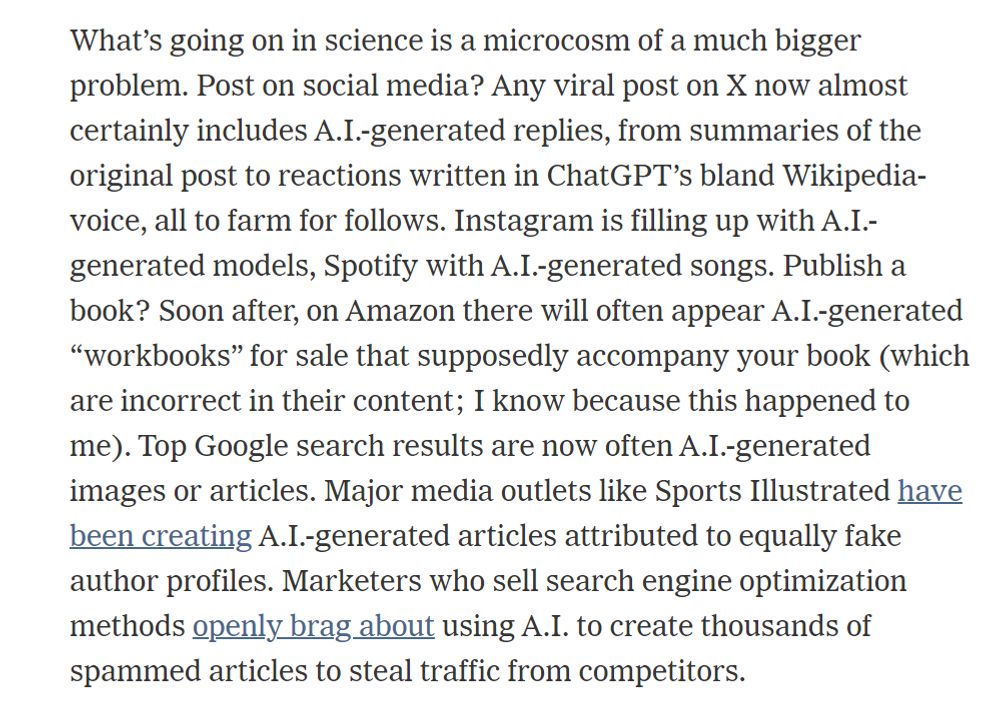 What’s going on in science is a microcosm of a much bigger
problem. Post on social media? Any viral post on X now almost
certainly includes A.I.-generated replies, from summaries of the
original post to reactions written in ChatGPT’s bland Wikipedia-
voice, all to farm for follows. Instagram is filling up with A.I.-
generated models, Spotify with A.I.-generated songs. Publish a
book? Soon after, on Amazon there will often appear A.I.-generated
“workbooks” for sale that supposedly accompany your book (which
are incorrect in their content; I know because this happened to
me). Top Google search results are now often A.I.-generated
images or articles. Major media outlets like Sports Illustrated have
been creating A.I.-generated articles attributed to equally fake
author profiles. Marketers who sell search engine optimization
methods openly brag about using A.I. to create thousands of
spammed articles to steal traffic from competitors.